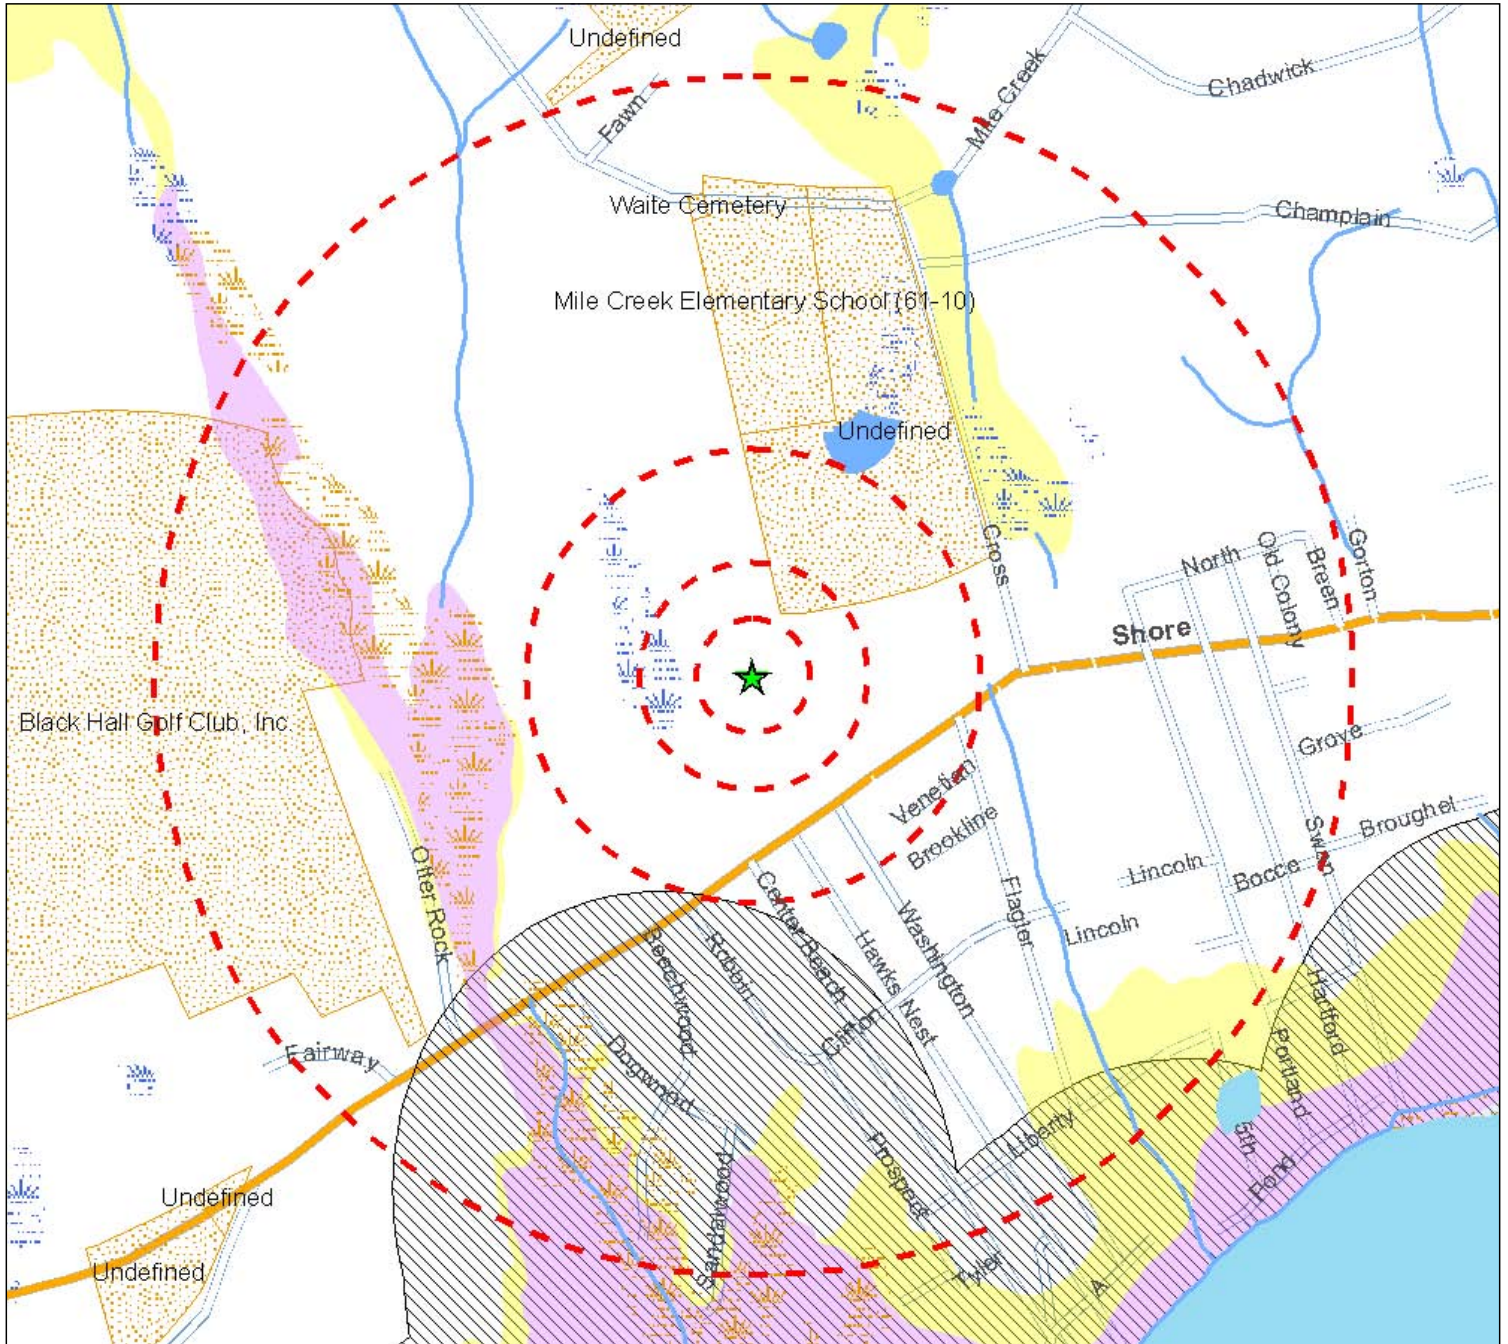 Undefined
Fawn
Mile Creek
Chadwick
Waite Cemetery
Champlain
Mile Creek Elementary School (61-10)
Undefined
Cross
North
Old Colony
Breen
Gorton
Shore
Black Hall Golf Club, Inc.
Grove
Venetian
Brookline
Swan
Broughel
Lincoln
Bocce
Otter Rock
Center Beach
Flagler
Washington
Hawks Nest
Lincoln
Beechwood
Robbin
Clifton
Hartford
Fairway
Dogwood
Portland
Liberty
5th
Prospect
Pond
Sandalwood
Undefined
Undefined
Tyler
A